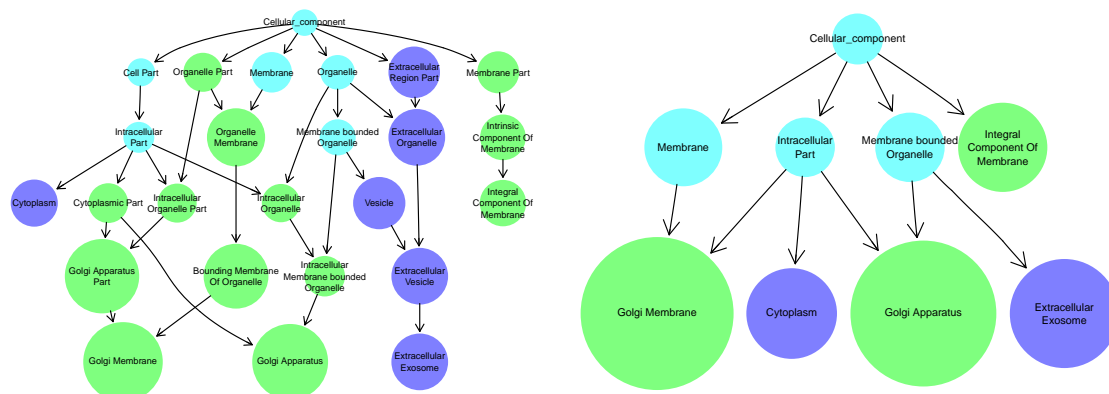 Cellular_component
Cell Part
Organelle Part
Membrane
Organelle
Extracellular
Region Part
Membrane Part
Intracellular
Part
Organelle
Membrane
Membrane bounded
Organelle
Extracellular
Organelle
Intrinsic
Component Of
Membrane
Cytoplasm
Cytoplasmic Part
Intracellular
Organelle Part
Intracellular
Organelle
Vesicle
Integral
Component Of
Membrane
Golgi Apparatus
Part
Bounding Membrane
Of Organelle
Intracellular
Membrane bounded
Organelle
Extracellular
Vesicle
Golgi Membrane
Golgi Apparatus
Extracellular
Exosome
Cellular_component
Membrane
Intracellular
Part
Membrane bounded
Organelle
Integral
Component Of
Membrane
Golgi Membrane
Cytoplasm
Golgi Apparatus
Extracellular
Exosome